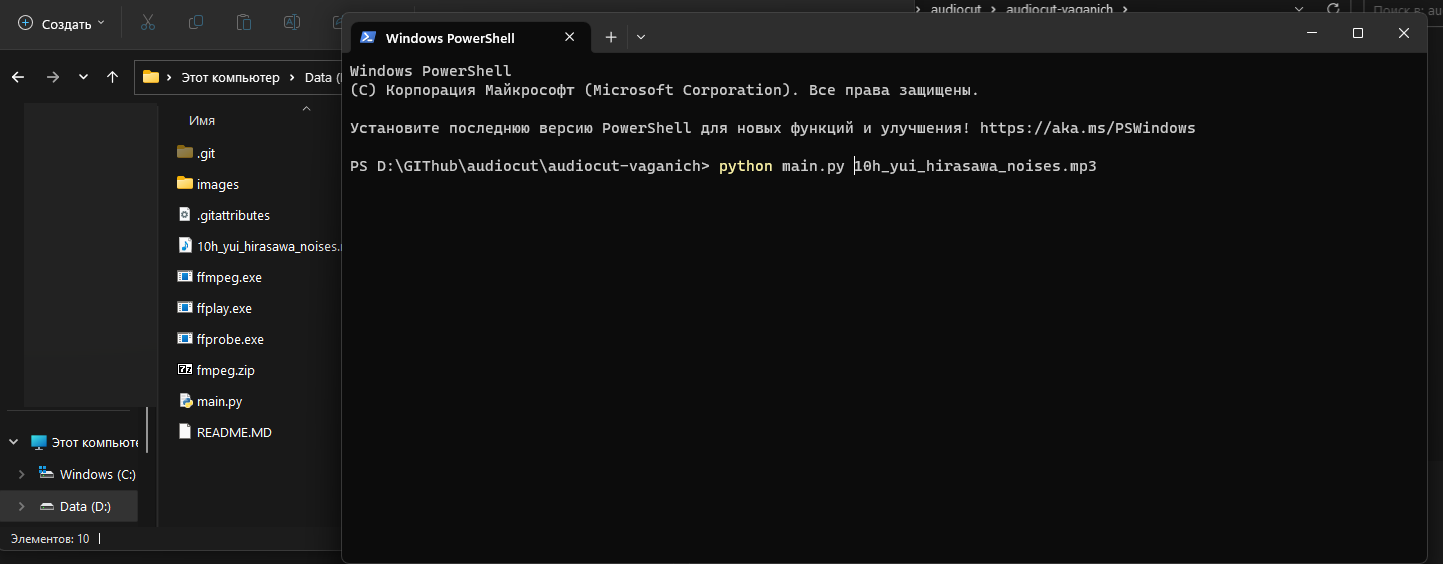 Создать
audiocut › audiocut-vaganich ›
Поиск в: au
Этот компьютер › Data (
Имя
.git
images
.gitattributes
10h_yui_hirasawa_noises.
ffmpeg.exe
ffplay.exe
ffprobe.exe
fmpeg.zip
main.py
README.MD
Этот компьюте
Windows (C:)
Data (D:)
Элементов: 10
Windows PowerShell
Windows PowerShell
(C) Корпорация Майкрософт (Microsoft Corporation). Все права защищены.
Установите последнюю версию PowerShell для новых функций и улучшения! https://aka.ms/PSWindows
PS D:\GIThub\audiocut\audiocut-vaganich> python main.py 10h_yui_hirasawa_noises.mp3